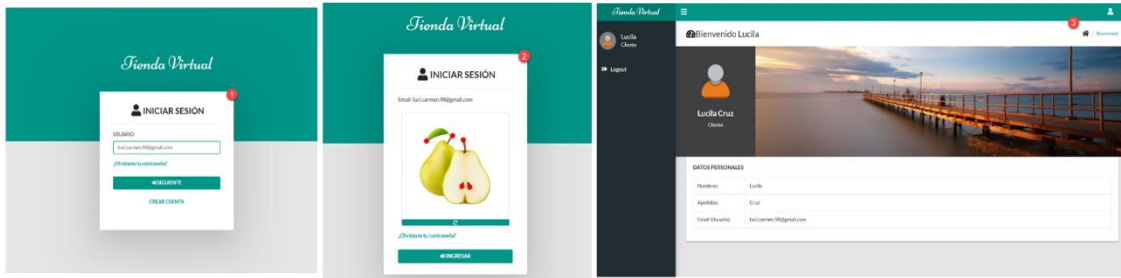 Tienda Virtual
1
INICIAR SESIÓN
USUARIO
luci.carmen.98@gmail.com
¿Olvidaste tu contraseña?
SIGUIENTE
CREAR CUENTA
Tienda Virtual
2
INICIAR SESIÓN
Email: luci.carmen.98@gmail.com
¿Olvidaste tu contraseña?
INGRESAR
Tienda Virtual
Lucila
Cliente
Logout
3
Bienvenido Lucila
/ Bienvenido
Lucila Cruz
Cliente
DATOS PERSONALES
Nombres: Lucila
Apellidos: Cruz
Email (Usuario): luci.carmen.98@gmail.com